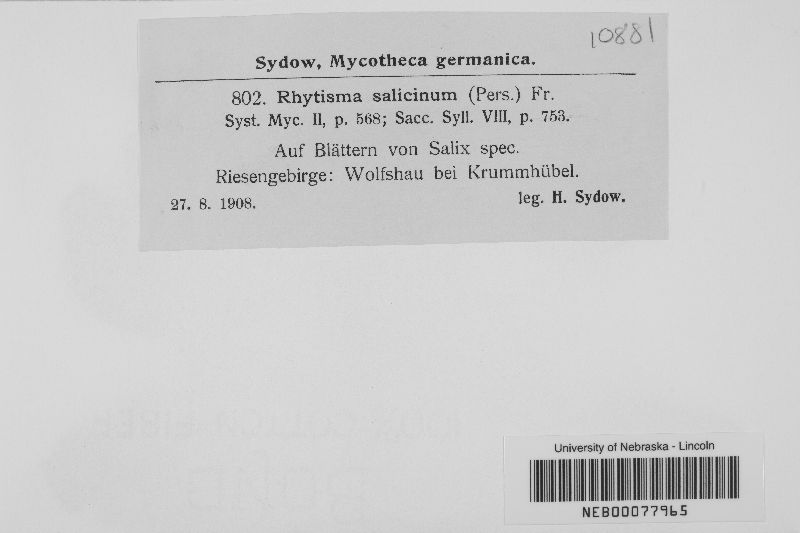 10881
Sydow, Mycotheca germanica.
802. Rhytisma salicinum (Pers.) Fr.
Syst. Myc. II, p. 568; Sacc. Syll. VIII, p. 753.
Auf Blättern von Salix spec.
Riesengebirge: Wolfshau bei Krummhübel.
27. 8. 1908. leg. H. Sydow.
University of Nebraska - Lincoln
NEB00077965